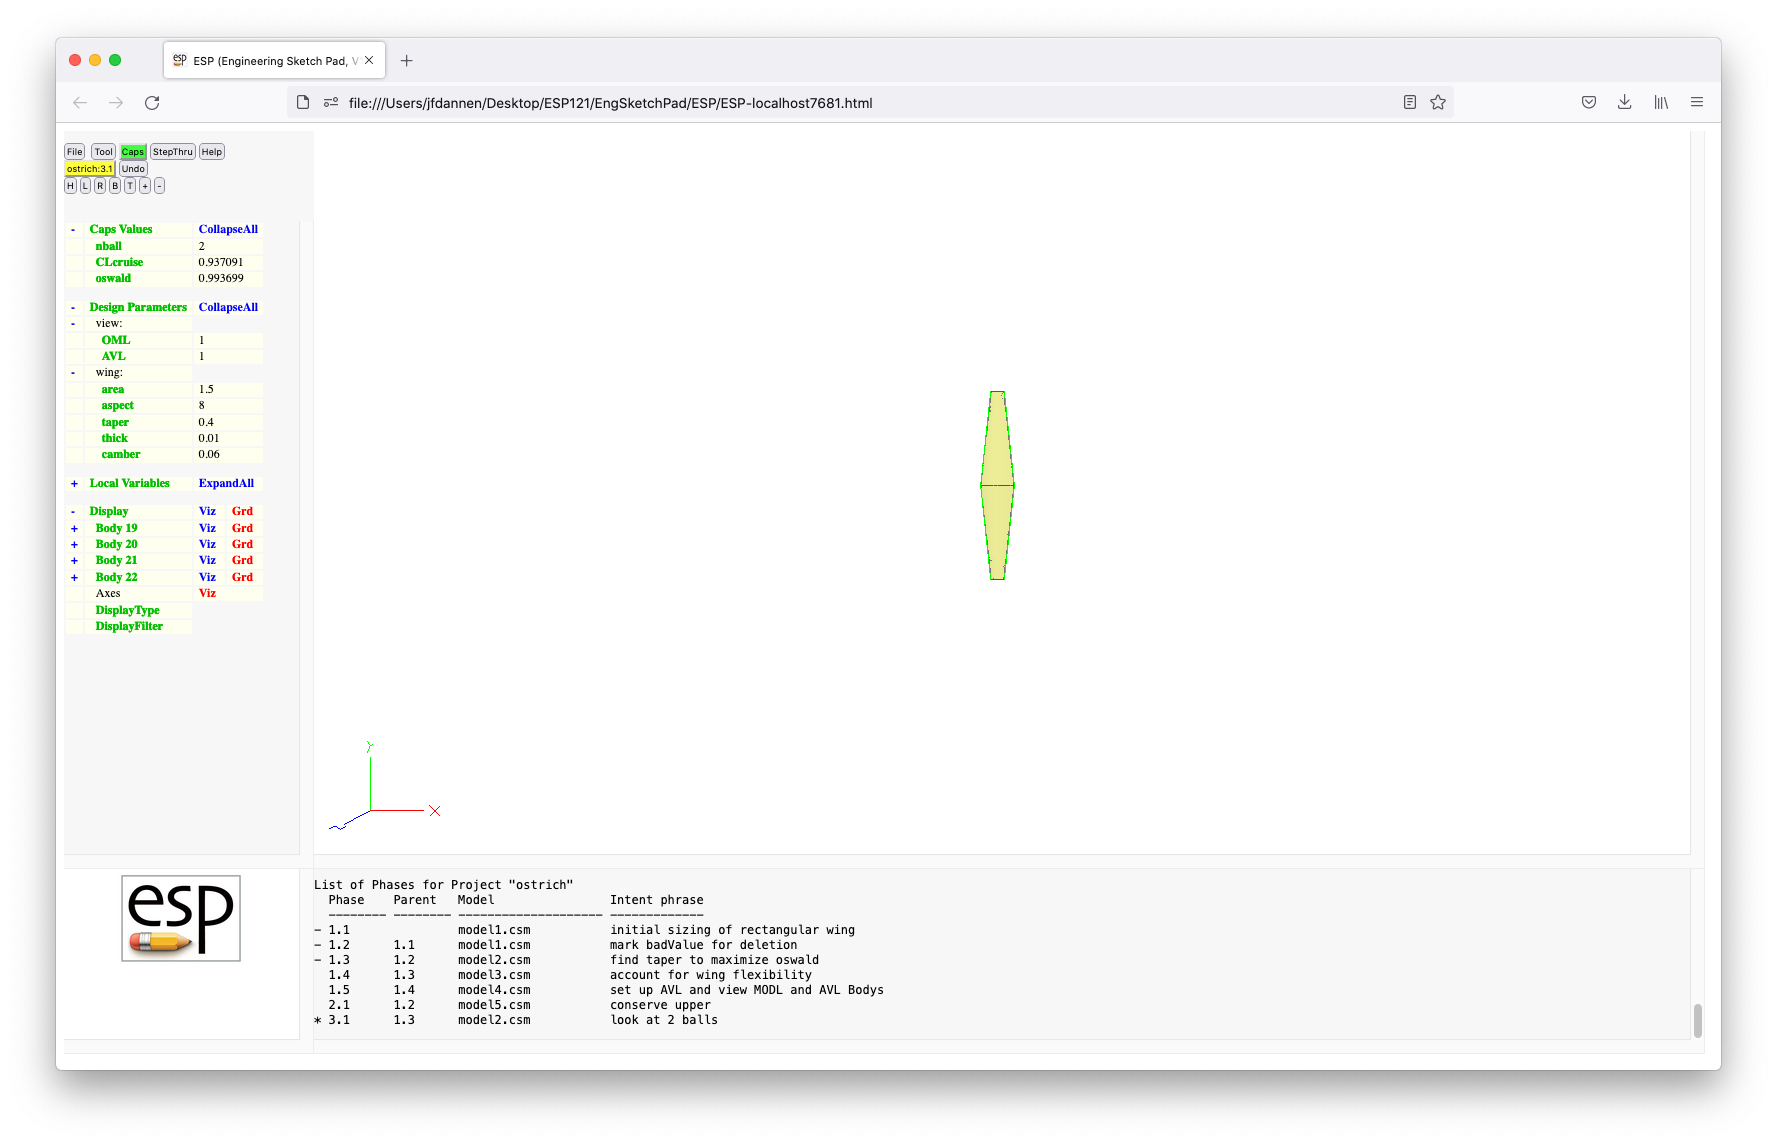 esp ESP (Engineering Sketch Pad, V
file:///Users/jfdannen/Desktop/ESP121/EngSketchPad/ESP/ESP-localhost7681.html
File Tool Caps StepThru Help
ostrich:3.1 Undo
H L R B T + -
- Caps Values CollapseAll
nball 2
CLcruise 0.937091
oswald 0.993699
- Design Parameters CollapseAll
- view:
OML 1
AVL 1
- wing:
area 1.5
aspect 8
taper 0.4
thick 0.01
camber 0.06
+ Local Variables ExpandAll
- Display Viz Grd
+ Body 19 Viz Grd
+ Body 20 Viz Grd
+ Body 21 Viz Grd
+ Body 22 Viz Grd
Axes Viz
DisplayType
DisplayFilter
Y
X
esp
List of Phases for Project "ostrich"
Phase Parent Model Intent phrase
-------- -------- -------------------- -------------
- 1.1 model1.csm initial sizing of rectangular wing
- 1.2 1.1 model1.csm mark badValue for deletion
- 1.3 1.2 model2.csm find taper to maximize oswald
1.4 1.3 model3.csm account for wing flexibility
1.5 1.4 model4.csm set up AVL and view MODL and AVL Bodys
2.1 1.2 model5.csm conserve upper
* 3.1 1.3 model2.csm look at 2 balls